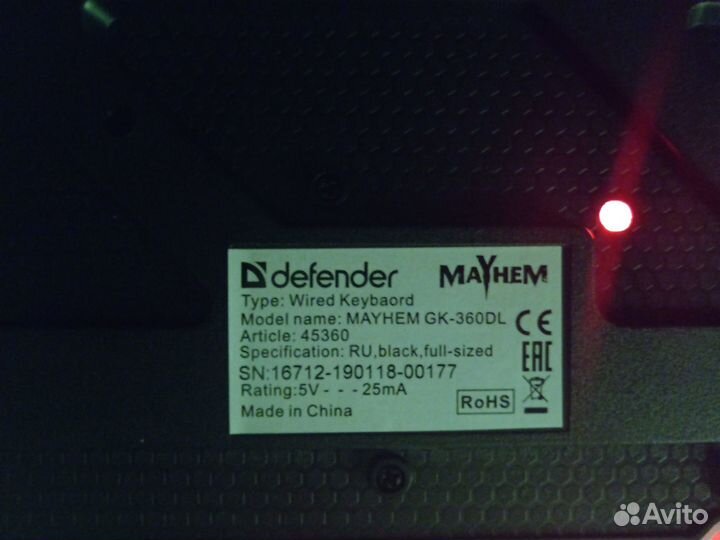 defender MAYHEM
Type: Wired Keybaord
Model name: MAYHEM GK-360DL
Article: 45360
Specification: RU,black,full-sized
SN:16712-190118-00177
Rating:5V - - - 25mA
Made in China
CE
EAC
RoHS
Avito